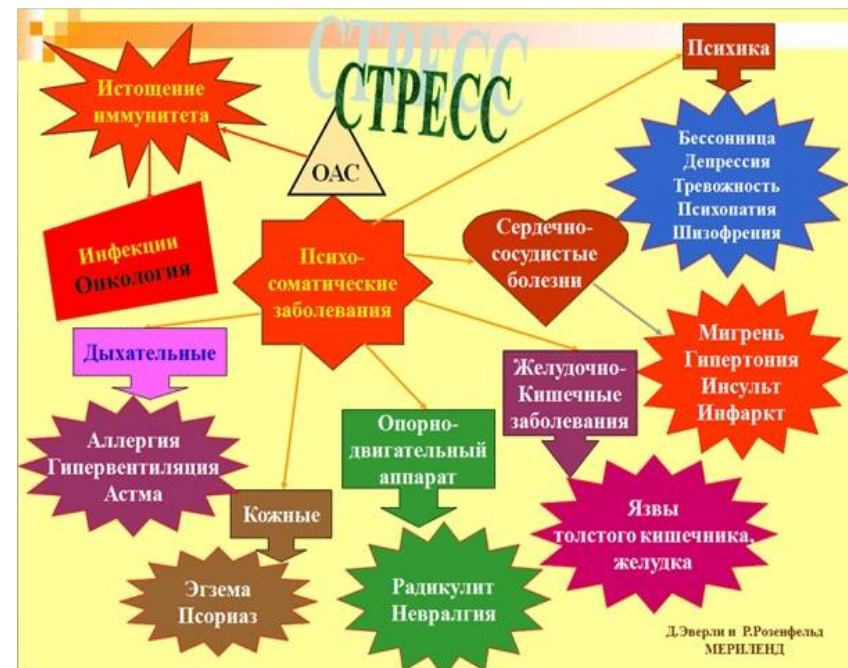 СТРЕСС
Психика
Истощение
иммунитета
ОАС
Бессонница
Депрессия
Тревожность
Психопатия
Шизофрения
Инфекции
Онкология
Психо-
соматические
заболевания
Сердечно-
сосудистые
болезни
Мигрень
Гипертония
Инсульт
Инфаркт
Дыхательные
Желудочно-
Кишечные
заболевания
Аллергия
Гипервентиляция
Астма
Опорно-
двигательный
аппарат
Кожные
Язвы
толстого кишечника,
желудка
Эгзема
Псориаз
Радикулит
Невралгия
Д.Эверли и Р.Розенфельд
МЕРИЛЕНД